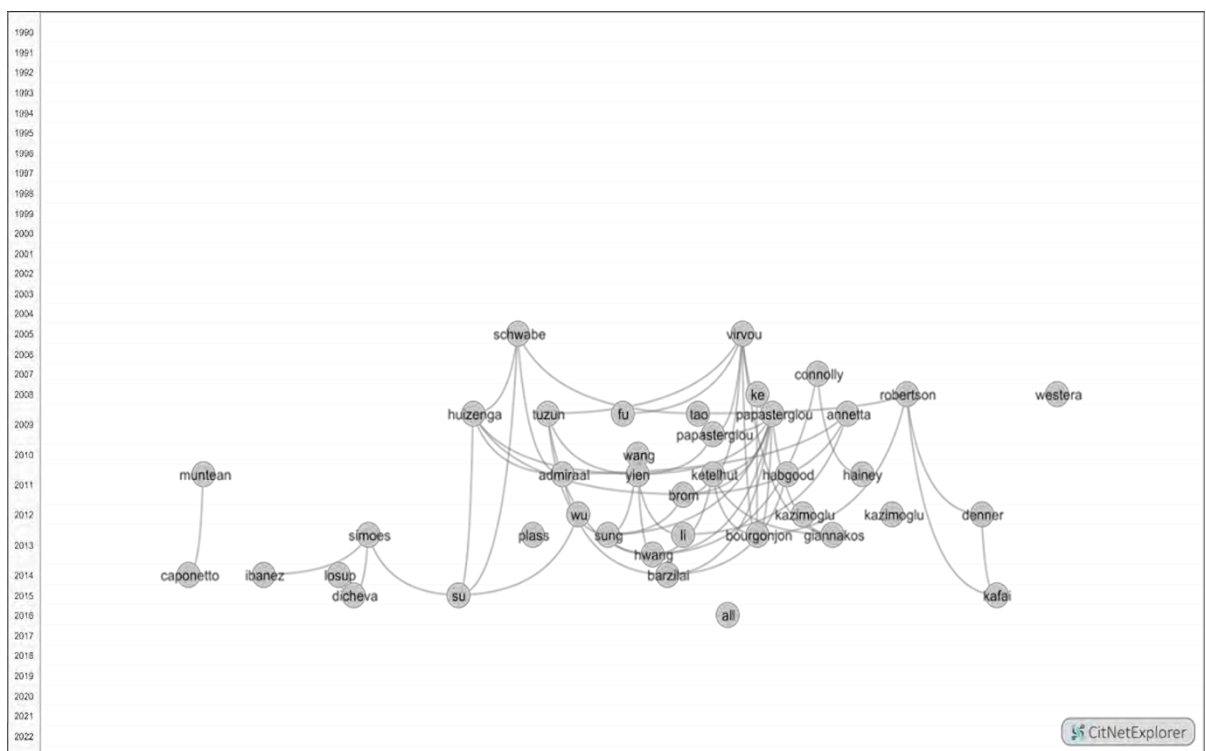 1990
1991
1992
1993
1994
1995
1996
1997
1998
1999
2000
2001
2002
2003
2004
2005
schwabe virvou
2006
2007
connolly
2008
ke robertson westera
huizenga tuzun fu tao papastergiou annetta
2009
papastergiou
2010
wang
muntean admiraal yien ketelhut habgood hainey
2011
brom
2012
wu kazimoglu kazimoglu denner
simoes plass sung li bourgonjon giannakos
2013
hwang
2014
caponetto ibanez losup barzilai
2015
dicheva su kafai
2016
all
2017
2018
2019
2020
2021
2022
CitNetExplorer